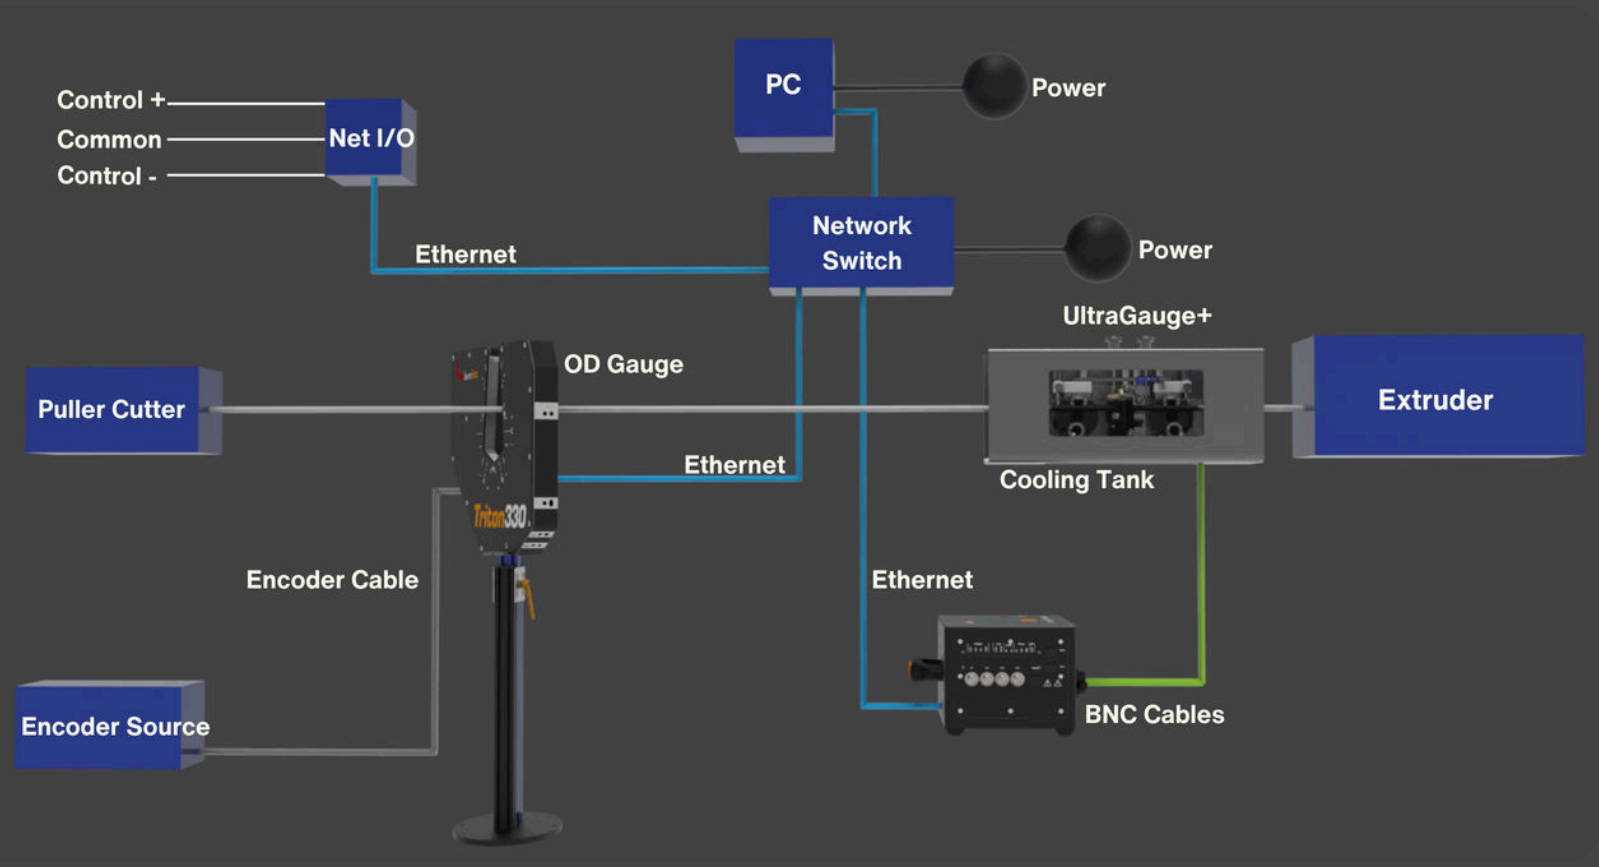 PC
Power
Control +
Common
Control -
Net I/O
Network
Switch
Power
Ethernet
UltraGauge+
OD Gauge
Puller Cutter
Extruder
Ethernet
Cooling Tank
Triton330
Encoder Cable
Ethernet
Encoder Source
BNC Cables